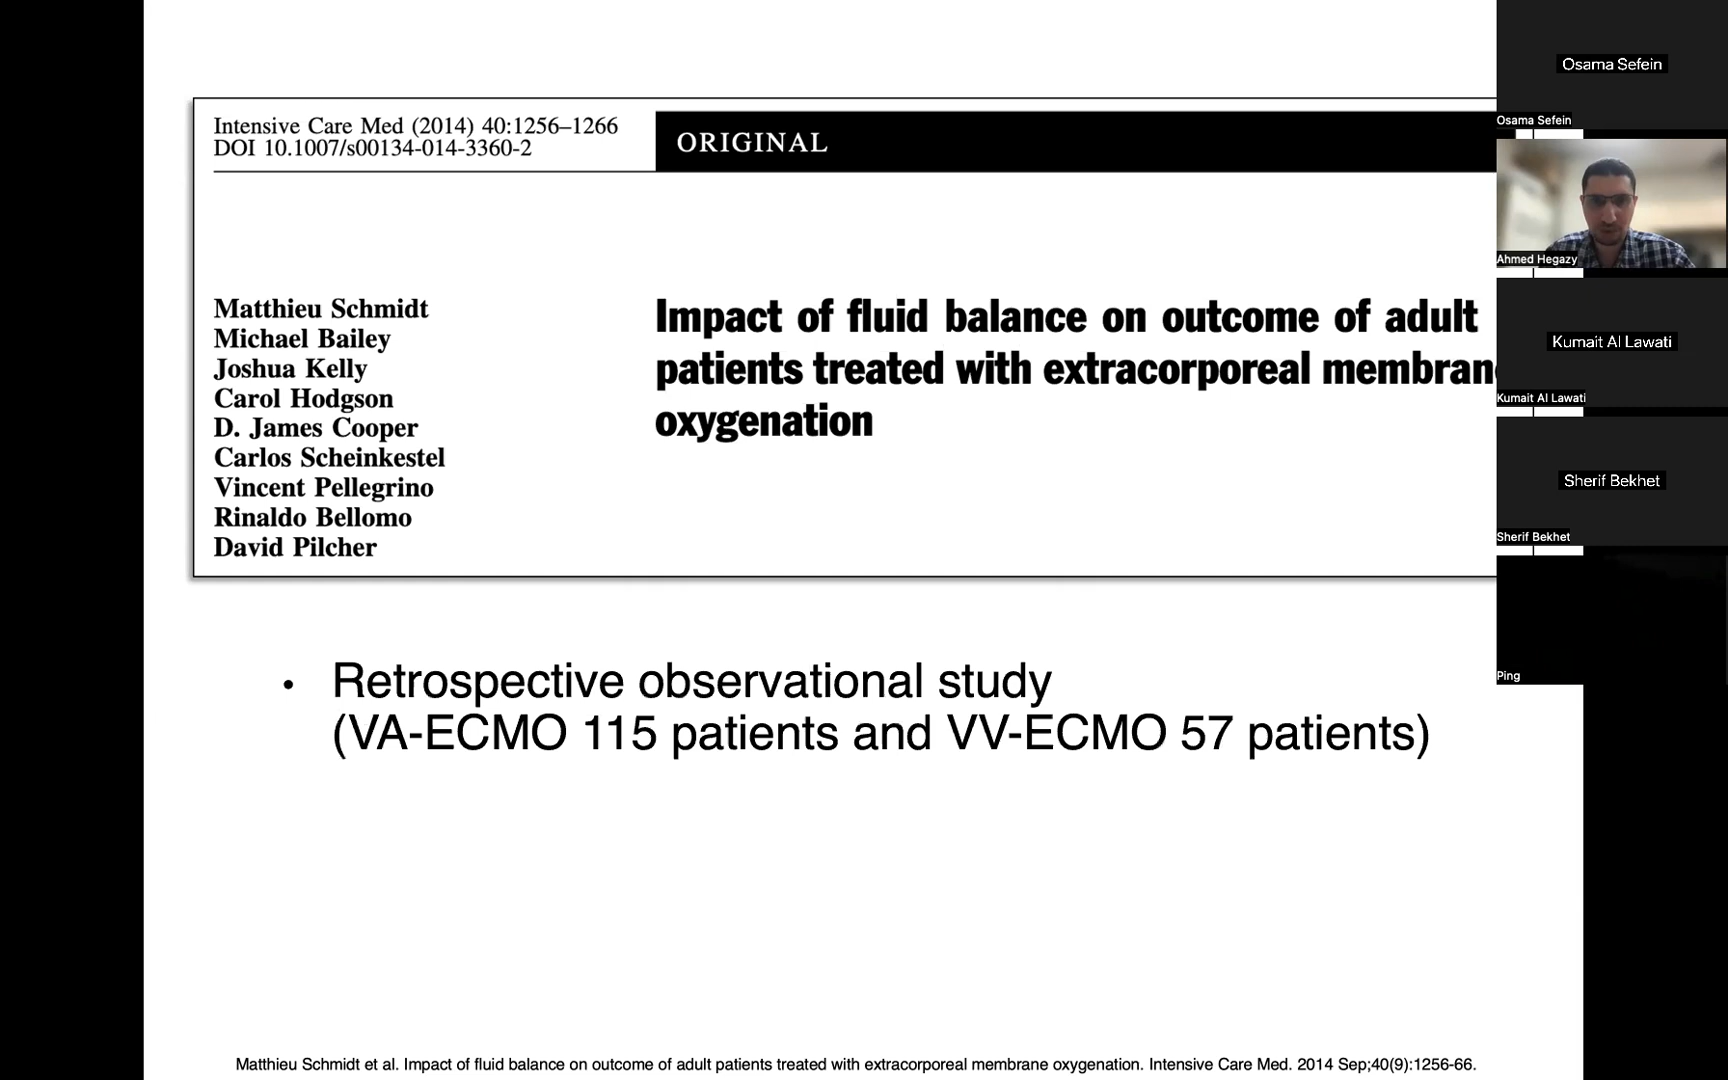 Intensive Care Med (2014) 40:1256–1266
DOI 10.1007/s00134-014-3360-2
ORIGINAL
Matthieu Schmidt
Michael Bailey
Joshua Kelly
Carol Hodgson
D. James Cooper
Carlos Scheinkestel
Vincent Pellegrino
Rinaldo Bellomo
David Pilcher
Impact of fluid balance on outcome of adult
patients treated with extracorporeal membran
oxygenation
• Retrospective observational study
(VA-ECMO 115 patients and VV-ECMO 57 patients)
Matthieu Schmidt et al. Impact of fluid balance on outcome of adult patients treated with extracorporeal membrane oxygenation. Intensive Care Med. 2014 Sep;40(9):1256-66.
Osama Sefein
Osama Sefein
Ahmed Hegazy
Kumait Al Lawati
Kumait Al Lawati
Sherif Bekhet
Sherif Bekhet
Ping